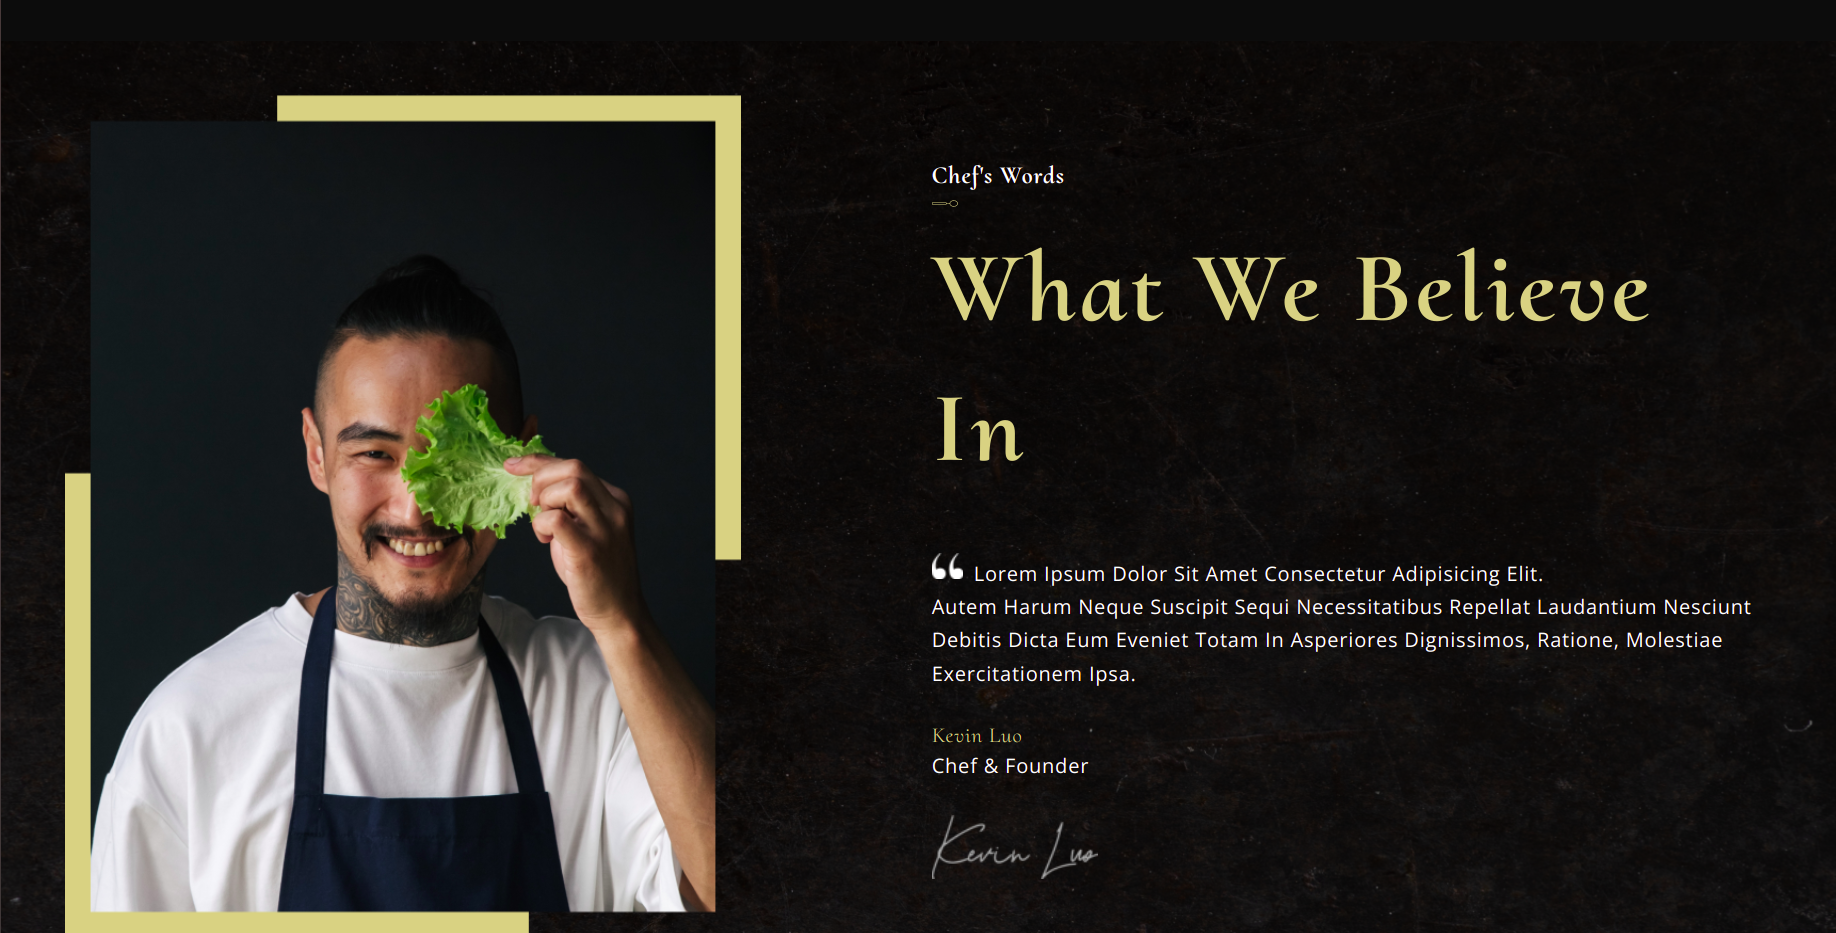 Chef's Words
What We Believe
In
“ Lorem Ipsum Dolor Sit Amet Consectetur Adipisicing Elit.
Autem Harum Neque Suscipit Sequi Necessitatibus Repellat Laudantium Nesciunt
Debitis Dicta Eum Eveniet Totam In Asperiores Dignissimos, Ratione, Molestiae
Exercitationem Ipsa.
Kevin Luo
Chef & Founder
Kevin Luo